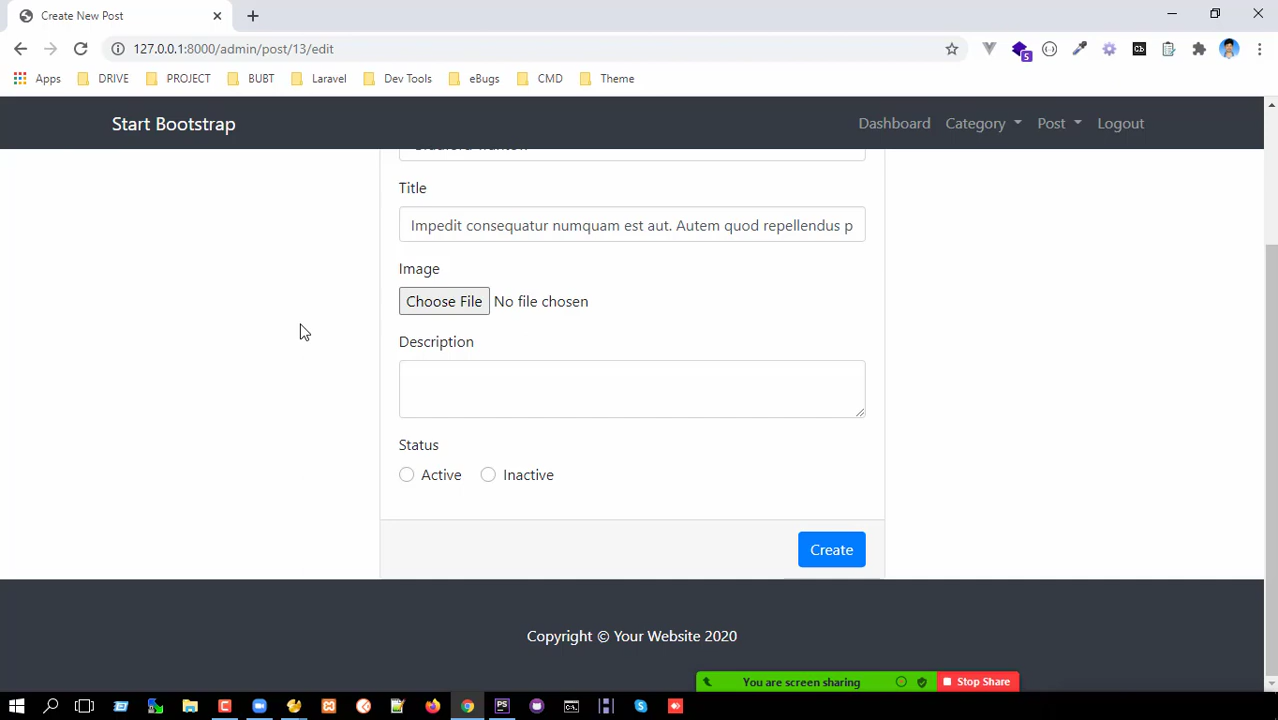 Create New Post
127.0.0.1:8000/admin/post/13/edit
Apps DRIVE PROJECT BUBT Laravel Dev Tools eBugs CMD Theme
Start Bootstrap Dashboard Category Post Logout
Title
Impedit consequatur numquam est aut. Autem quod repellendus p
Image
Choose File No file chosen
Description
Status
Active Inactive
Create
Copyright © Your Website 2020
You are screen sharing Stop Share